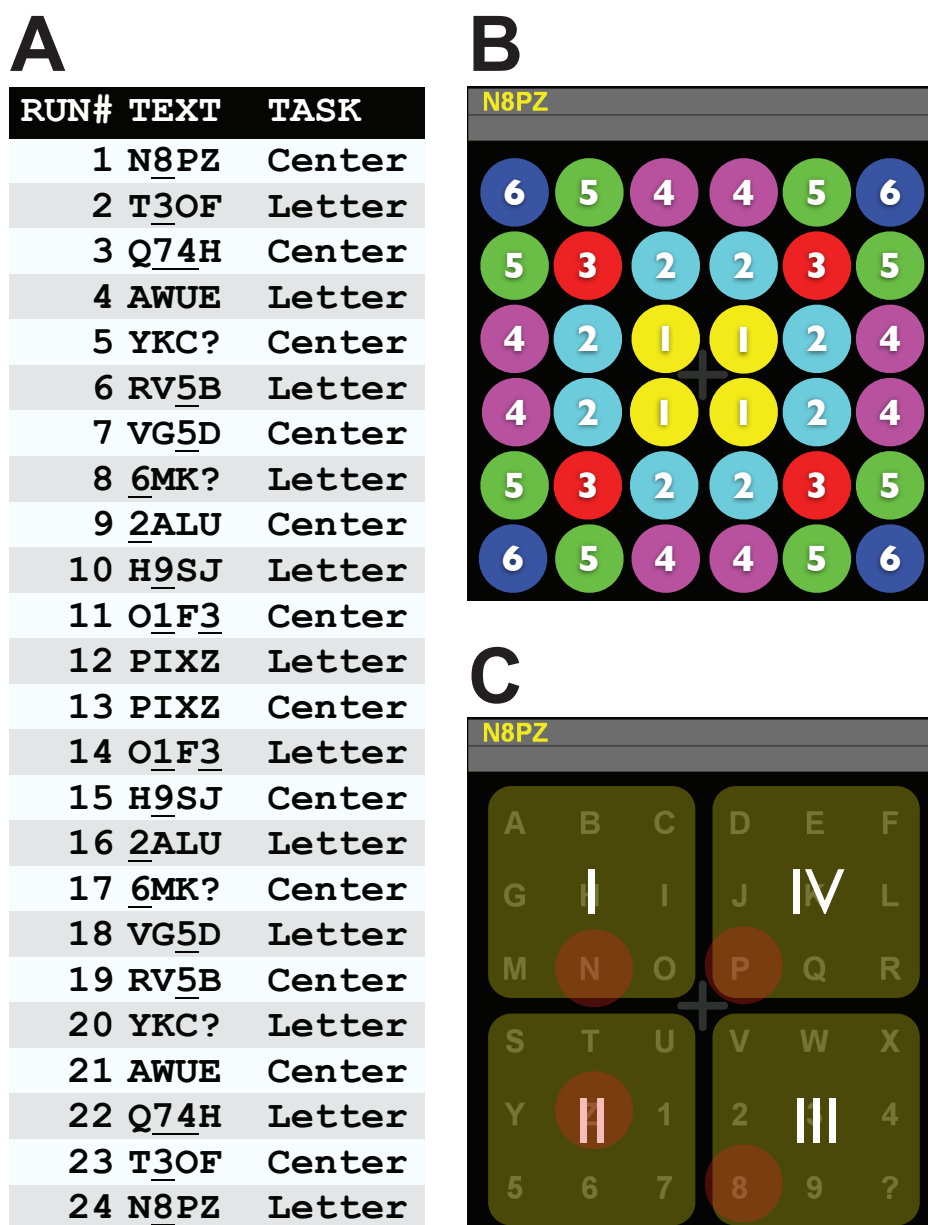 A
RUN# TEXT TASK
1 N8PZ Center
2 T3OF Letter
3 Q74H Center
4 AWUE Letter
5 YKC? Center
6 RV5B Letter
7 VG5D Center
8 6MK? Letter
9 2ALU Center
10 H9SJ Letter
11 O1F3 Center
12 PIXZ Letter
13 PIXZ Center
14 O1F3 Letter
15 H9SJ Center
16 2ALU Letter
17 6MK? Center
18 VG5D Letter
19 RV5B Center
20 YKC? Letter
21 AWUE Center
22 Q74H Letter
23 T3OF Center
24 N8PZ Letter
B
N8PZ
6 5 4 4 5 6
5 3 2 2 3 5
4 2 1 1 2 4
4 2 1 1 2 4
5 3 2 2 3 5
6 5 4 4 5 6
C
N8PZ
A B C D E F
G H I J K L
I IV
M N O P Q R
S T U V W X
Y Z 1 2 3 4
II III
5 6 7 8 9 ?